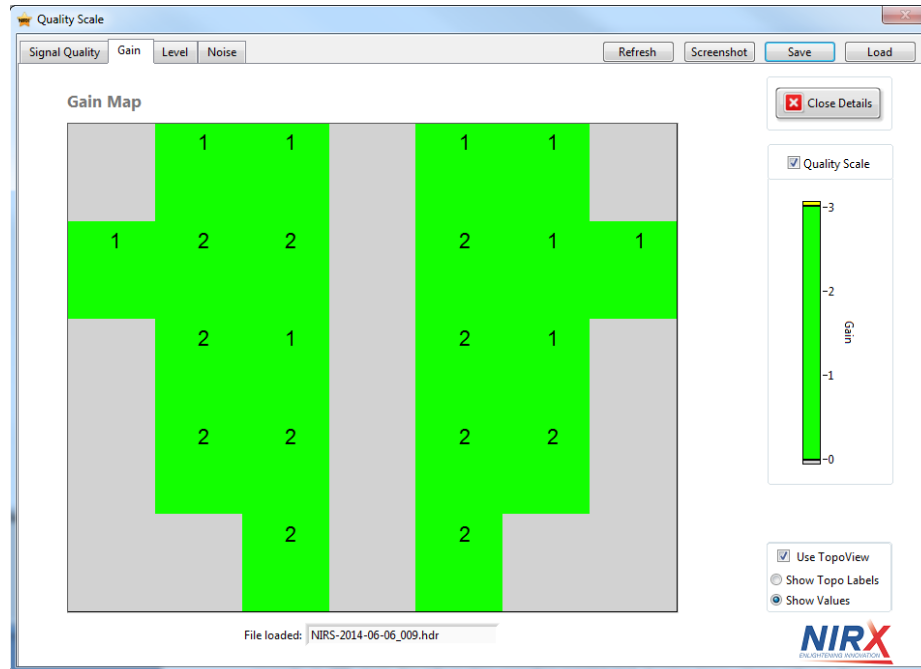 Quality Scale
Signal Quality Gain Level Noise Refresh Screenshot Save Load
Gain Map
Close Details
1 1 1 1
Quality Scale
1 2 2 2 1 1
2 1 2 1
2 2 2 2
2 2
3
2
1
0
Gain
Use TopoView
Show Topo Labels
Show Values
File loaded: NIRS-2014-06-06_009.hdr
NIRX
ENLIGHTENING INNOVATION